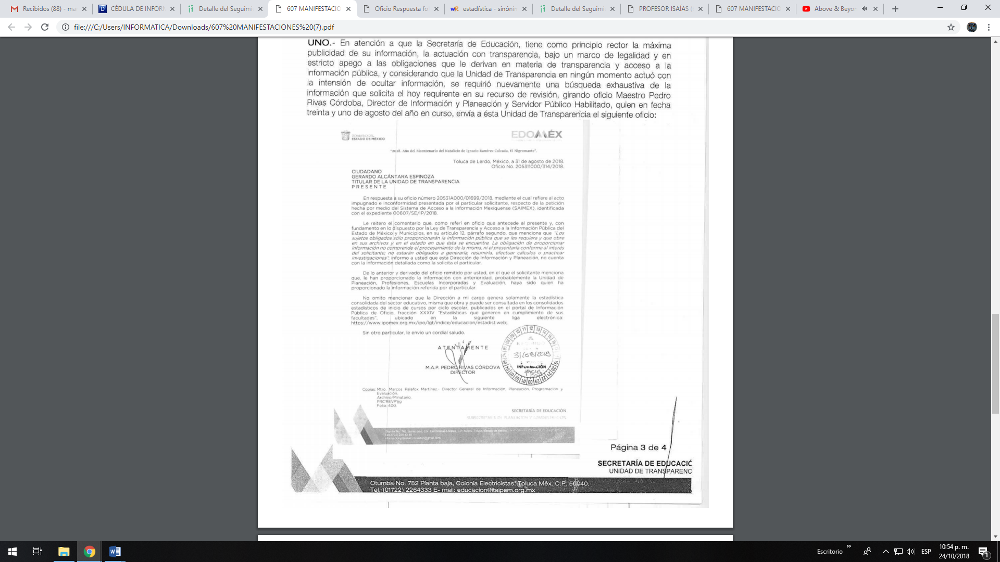 Recibidos (88) - ma
CÉDULA DE INFORM
Detalle del Seguimi
607 MANIFESTACIO
Oficio Respuesta fo
estadística - sinónim
Detalle del Seguimi
PROFESOR ISAÍAS (
607 MANIFESTACIO
Above & Beyon
file:///C:/Users/INFORMATICA/Downloads/607%20MANIFESTACIONES%20(7).pdf
UNO.- En atención a que la Secretaría de Educación, tiene como principio rector la máxima
publicidad de su información, la actuación con transparencia, bajo un marco de legalidad y en
estricto apego a las obligaciones que le derivan en materia de transparencia y acceso a la
información pública, y considerando que la Unidad de Transparencia en ningún momento actuó con
la intensión de ocultar información, se requirió nuevamente una búsqueda exhaustiva de la
información que solicita el hoy requirente en su recurso de revisión, girando oficio Maestro Pedro
Rivas Córdoba, Director de Información y Planeación y Servidor Público Habilitado, quien en fecha
treinta y uno de agosto del año en curso, envía a ésta Unidad de Transparencia el siguiente oficio:
GOBIERNO DEL
ESTADO DE MÉXICO
EDOMÉX
"2018. Año del Bicentenario del Natalicio de Ignacio Ramírez Calzada, El Nigromante".
Toluca de Lerdo, México, a 31 de agosto de 2018.
Oficio No. 205311000/314/2018.
CIUDADANO
GERARDO ALCÁNTARA ESPINOZA
TITULAR DE LA UNIDAD DE TRANSPARENCIA
P R E S E N T E
En respuesta a su oficio número 20531A000/01699/2018, mediante el cual refiere al acto
impugnado e inconformidad presentada por el particular solicitante, respecto de la petición
hecha por medio del Sistema de Acceso a la Información Mexiquense (SAIMEX), identificada
con el expediente 00607/SE/IP/2018.
Le reitero el comentario que, como referí en oficio que antecede al presente y, con
fundamento en lo dispuesto por la Ley de Transparencia y Acceso a la Información Pública del
Estado de México y Municipios, en su artículo 12, párrafo segundo, que menciona que "Los
sujetos obligados sólo proporcionarán la información pública que se les requiera y que obre
en sus archivos y en el estado en que ésta se encuentre. La obligación de proporcionar
información no comprende el procesamiento de la misma, ni el presentarla conforme al interés
del solicitante; no estarán obligados a generarla, resumirla, efectuar cálculos o practicar
investigaciones", informo a usted que esta Dirección de Información y Planeación, no cuenta
con la información detallada como la solicita el particular.
De lo anterior y derivado del oficio remitido por usted, en el que el solicitante menciona
que, le han proporcionado la información con anterioridad, probablemente la Unidad de
Planeación, Profesiones, Escuelas Incorporadas y Evaluación, haya sido quien ha
proporcionado la información referida por el particular.
No omito mencionar que la Dirección a mi cargo genera solamente la estadística
consolidada del sector educativo, misma que obra y puede ser consultada en los consolidados
estadísticos de inicio de cursos por ciclo escolar, publicados en el portal de Información
Pública de Oficio, fracción XXXIV "Estadísticas que generen en cumplimiento de sus
facultades", ubicado en la siguiente liga electrónica:
https://www.ipomex.org.mx/ipo/lgt/indice/educacion/estadist.web;.
Sin otro particular, le envío un cordial saludo.
A T E N T A M E N T E
M.A.P. PEDRO RIVAS CÓRDOVA
DIRECTOR
31/08/2018
INFORMACIÓN
Copias: Mtro. Marcos Palafox Martínez.- Director General de Información, Planeación, Programación y
Evaluación.
Archivo/Minutario.
PRC'REVP'jjg
Folio: 400.
SECRETARÍA DE EDUCACIÓN
SUBSECRETARÍA DE PLANEACIÓN Y ADMINISTRACIÓN
Página 3 de 4
SECRETARÍA DE EDUCACIÓ
UNIDAD DE TRANSPARENC
Otumba No. 782 Planta baja, Colonia Electricistas, Toluca Méx. C.P. 50040.
Tel. (01722) 2264333 E- mail: educacion@itaipem.org.mx
Escritorio
ESP
10:54 p. m.
24/10/2018
1